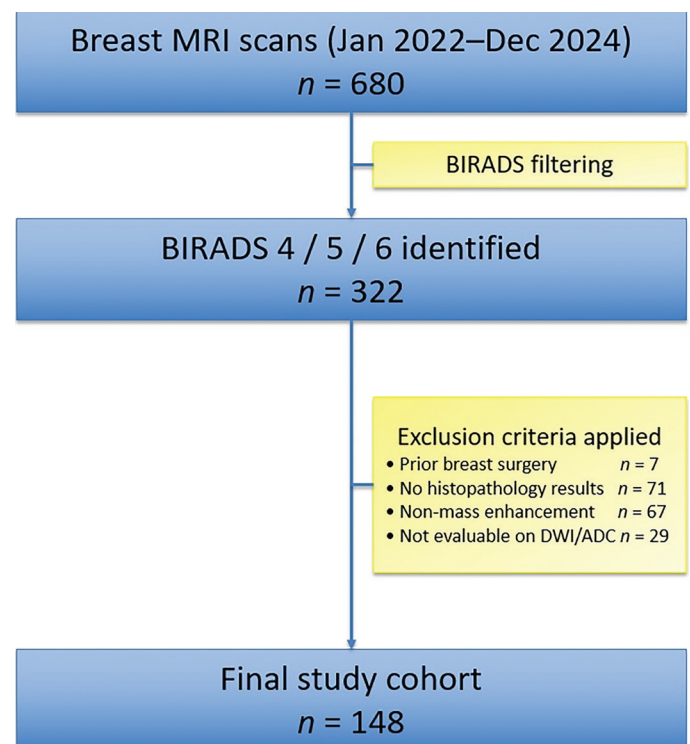 Breast MRI scans (Jan 2022–Dec 2024)
n = 680
BIRADS filtering
BIRADS 4 / 5 / 6 identified
n = 322
Exclusion criteria applied
• Prior breast surgery n = 7
• No histopathology results n = 71
• Non-mass enhancement n = 67
• Not evaluable on DWI/ADC n = 29
Final study cohort
n = 148